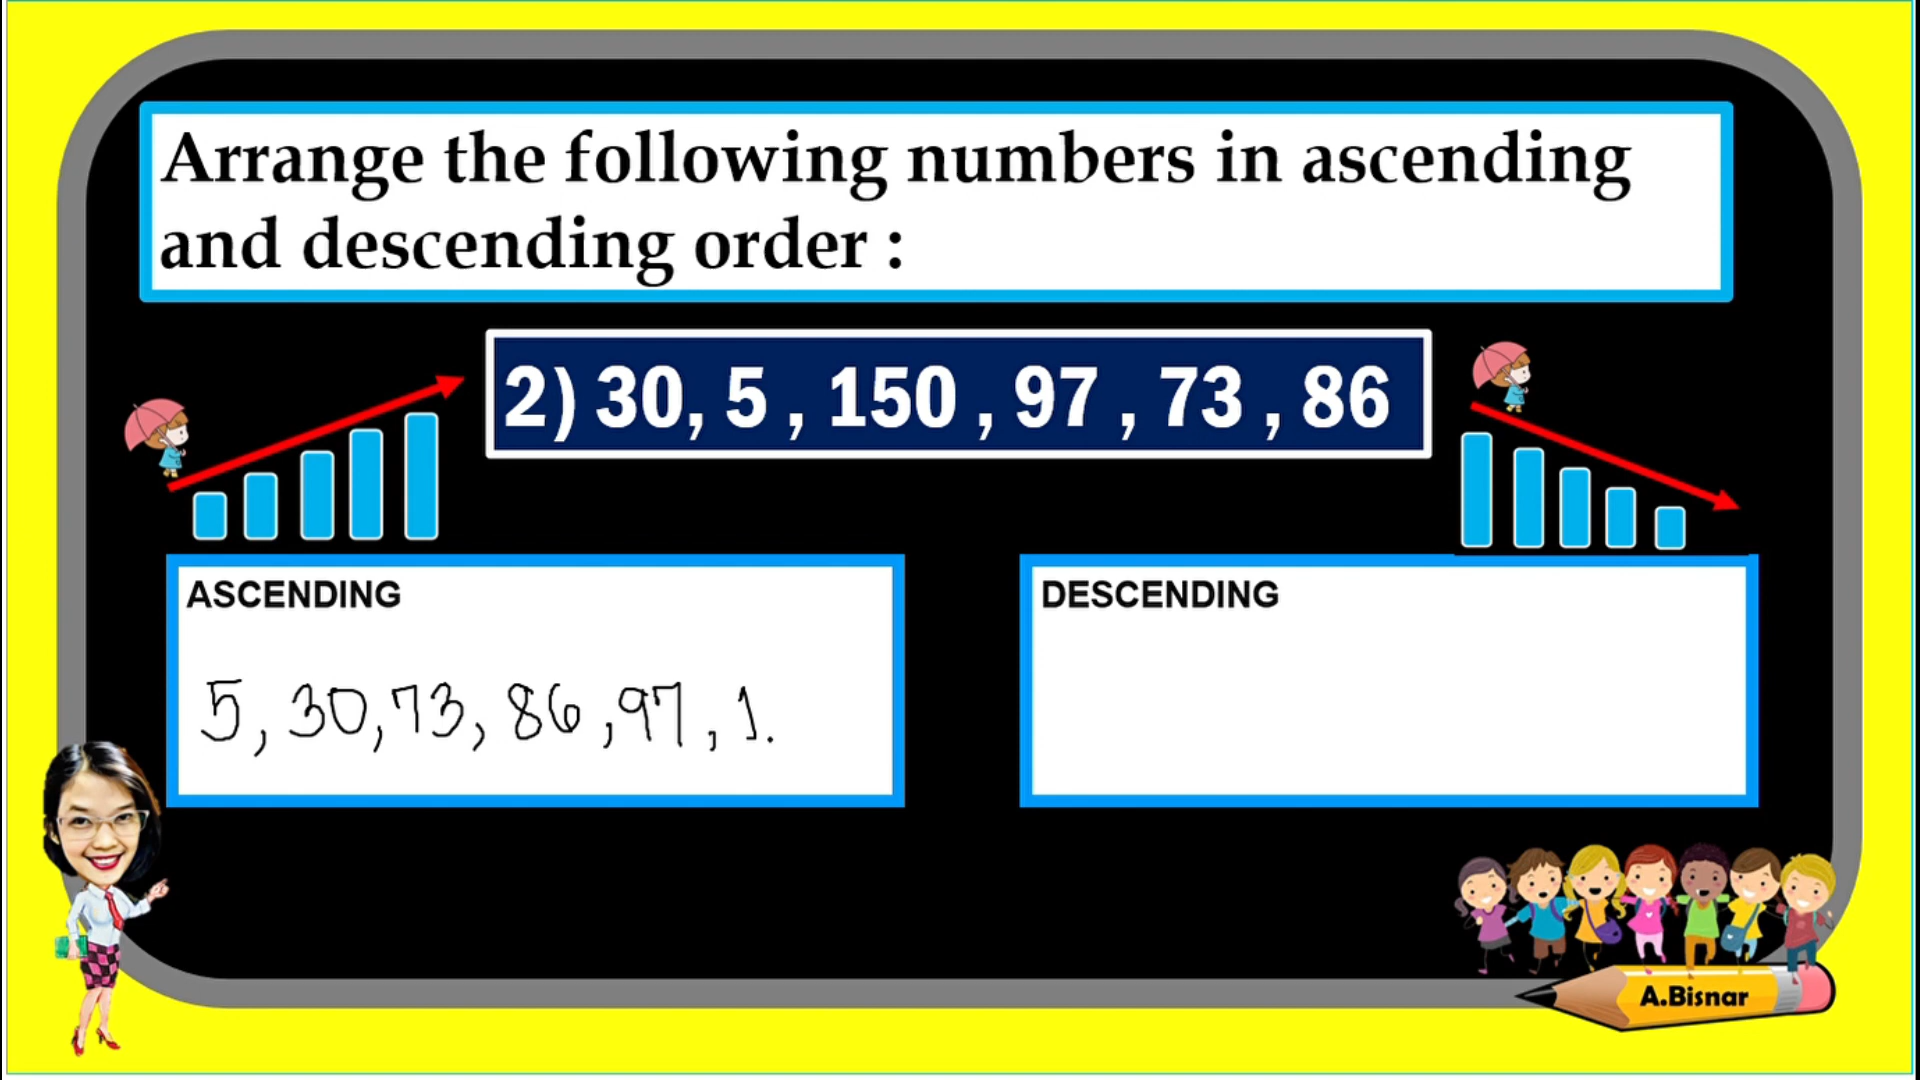 Arrange the following numbers in ascending
and descending order :
2) 30, 5 , 150 , 97 , 73 , 86
ASCENDING
5, 30, 73, 86 , 97 , 1.
DESCENDING
A.Bisnar